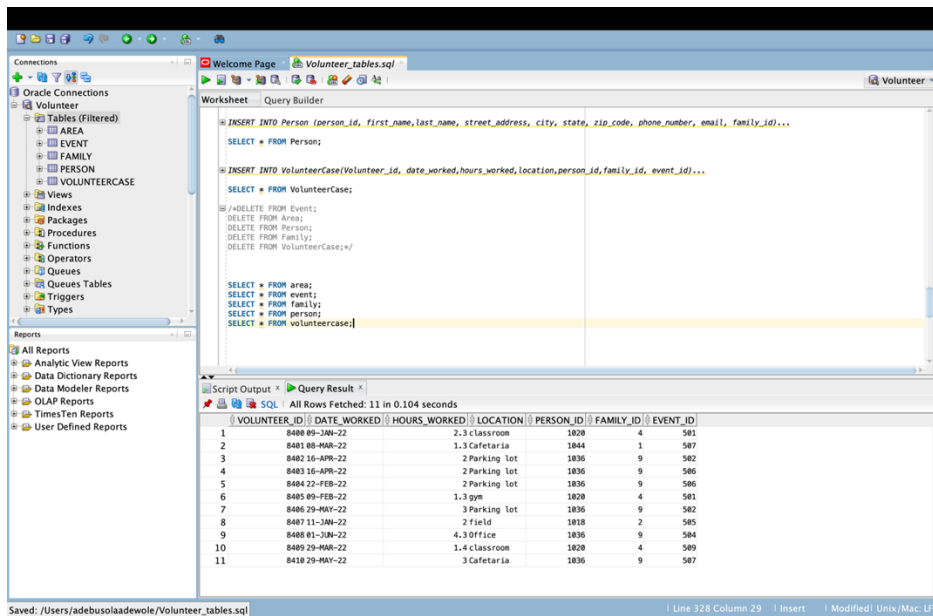 Connections
Oracle Connections
Volunteer
Tables (Filtered)
AREA
EVENT
FAMILY
PERSON
VOLUNTEERCASE
Views
Indexes
Packages
Procedures
Functions
Operators
Queues
Queues Tables
Triggers
Types
Reports
All Reports
Analytic View Reports
Data Dictionary Reports
Data Modeler Reports
OLAP Reports
TimesTen Reports
User Defined Reports
Welcome Page
Volunteer_tables.sql
Volunteer
Worksheet Query Builder
INSERT INTO Person (person_id, first_name,last_name, street_address, city, state, zip_code, phone_number, email, family_id)...
SELECT * FROM Person;
INSERT INTO VolunteerCase(Volunteer_id, date_worked,hours_worked,location,person_id,family_id, event_id)...
SELECT * FROM VolunteerCase;
/*DELETE FROM Event;
DELETE FROM Area;
DELETE FROM Person;
DELETE FROM Family;
DELETE FROM VolunteerCase;*/
SELECT * FROM area;
SELECT * FROM event;
SELECT * FROM family;
SELECT * FROM person;
SELECT * FROM volunteercase;
Script Output × Query Result ×
SQL | All Rows Fetched: 11 in 0.104 seconds
VOLUNTEER_ID DATE_WORKED HOURS_WORKED LOCATION PERSON_ID FAMILY_ID EVENT_ID
1 8400 09-JAN-22 2.3 classroom 1020 4 501
2 8401 08-MAR-22 1.3 Cafetaria 1044 1 507
3 8402 16-APR-22 2 Parking lot 1036 9 502
4 8403 16-APR-22 2 Parking lot 1036 9 506
5 8404 22-FEB-22 2 Parking lot 1036 9 506
6 8405 09-FEB-22 1.3 gym 1020 4 501
7 8406 29-MAY-22 3 Parking lot 1036 9 502
8 8407 11-JAN-22 2 field 1018 2 505
9 8408 01-JUN-22 4.3 Office 1036 9 504
10 8409 29-MAR-22 1.4 classroom 1020 4 509
11 8410 29-MAY-22 3 Cafetaria 1036 9 507
Saved: /Users/adebusolaadewole/Volunteer_tables.sql
Line 328 Column 29 | Insert | Modified| Unix/Mac: LF